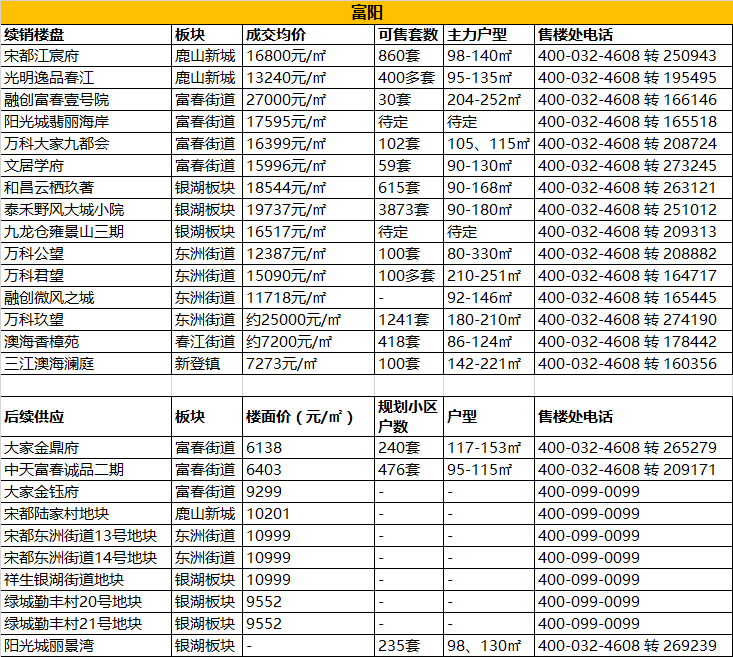 富阳
续销楼盘 板块 成交均价 可售套数 主力户型 售楼处电话
宋都江宸府 鹿山新城 16800元/㎡ 860套 98-140㎡ 400-032-4608 转 250943
光明逸品春江 鹿山新城 13240元/㎡ 400多套 95-135㎡ 400-032-4608 转 195495
融创富春壹号院 富春街道 27000元/㎡ 30套 204-252㎡ 400-032-4608 转 166146
阳光城翡丽海岸 富春街道 17595元/㎡ 待定 待定 400-032-4608 转 165518
万科大家九都会 富春街道 16399元/㎡ 102套 105、115㎡ 400-032-4608 转 208724
文居学府 富春街道 15996元/㎡ 59套 90-130㎡ 400-032-4608 转 273245
和昌云栖玖著 银湖板块 18544元/㎡ 615套 90-168㎡ 400-032-4608 转 263121
泰禾野风大城小院 银湖板块 19737元/㎡ 3873套 90-180㎡ 400-032-4608 转 251012
九龙仓雍景山三期 银湖板块 16517元/㎡ 待定 待定 400-032-4608 转 209313
万科公望 东洲街道 12387元/㎡ 100套 80-330㎡ 400-032-4608 转 208882
万科君望 东洲街道 15090元/㎡ 100多套 210-251㎡ 400-032-4608 转 164717
融创微风之城 东洲街道 11718元/㎡ - 92-146㎡ 400-032-4608 转 165445
万科玖望 东洲街道 约25000元/㎡ 1241套 180-210㎡ 400-032-4608 转 274190
澳海香樟苑 春江街道 约7200元/㎡ 418套 86-124㎡ 400-032-4608 转 178442
三江澳海澜庭 新登镇 7273元/㎡ 100套 142-221㎡ 400-032-4608 转 160356
后续供应 板块 楼面价（元/㎡） 规划小区户数 户型 售楼处电话
大家金鼎府 富春街道 6138 240套 117-153㎡ 400-032-4608 转 265279
中天富春诚品二期 富春街道 6403 476套 95-115㎡ 400-032-4608 转 209171
大家金钰府 富春街道 9299 - - 400-099-0099
宋都陆家村地块 鹿山新城 10201 - - 400-099-0099
宋都东洲街道13号地块 东洲街道 10999 - - 400-099-0099
宋都东洲街道14号地块 东洲街道 10999 - - 400-099-0099
祥生银湖街道地块 银湖板块 10999 - - 400-099-0099
绿城勤丰村20号地块 银湖板块 9552 - - 400-099-0099
绿城勤丰村21号地块 银湖板块 9552 - - 400-099-0099
阳光城丽景湾 银湖板块 - 235套 98、130㎡ 400-032-4608 转 269239